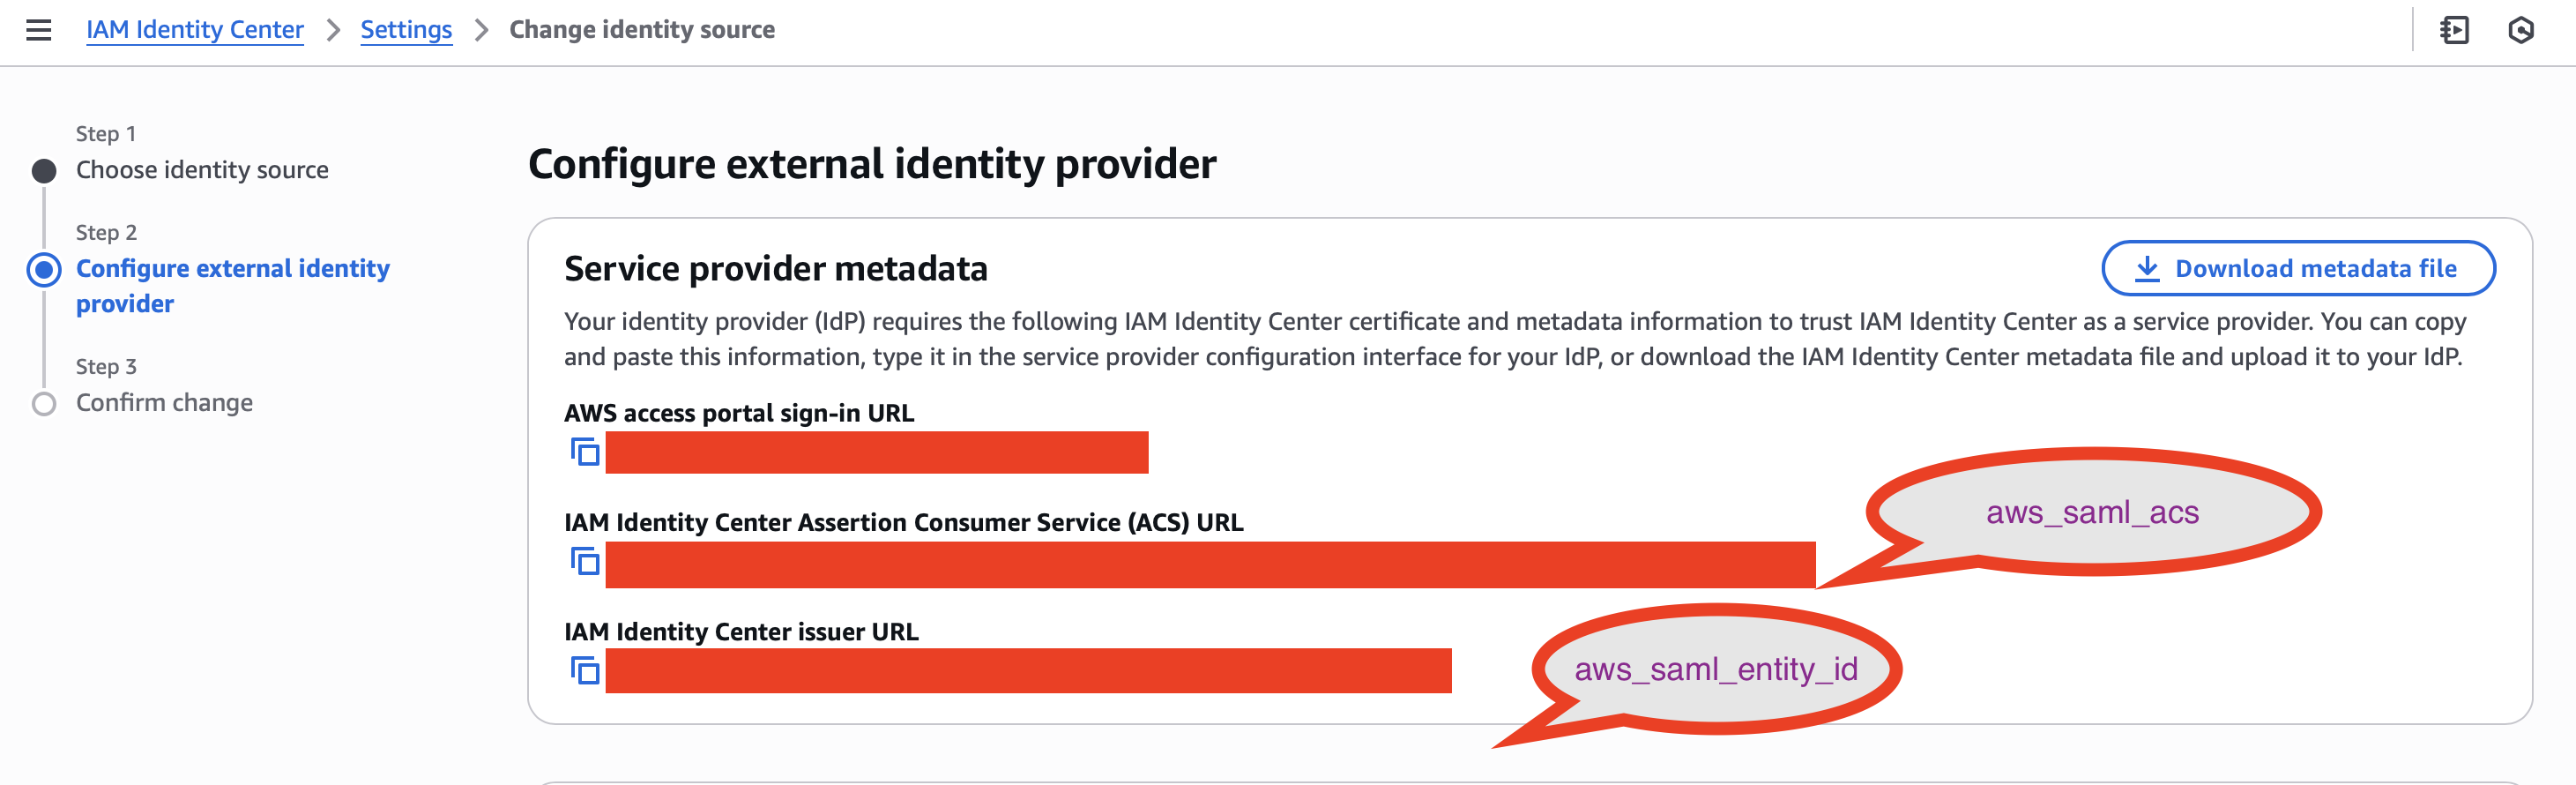 IAM Identity Center > Settings > Change identity source
Step 1
Choose identity source
Step 2
Configure external identity
provider
Step 3
Confirm change
Configure external identity provider
Service provider metadata
Download metadata file
Your identity provider (IdP) requires the following IAM Identity Center certificate and metadata information to trust IAM Identity Center as a service provider. You can copy
and paste this information, type it in the service provider configuration interface for your IdP, or download the IAM Identity Center metadata file and upload it to your IdP.
AWS access portal sign-in URL
IAM Identity Center Assertion Consumer Service (ACS) URL
aws_saml_acs
IAM Identity Center issuer URL
aws_saml_entity_id